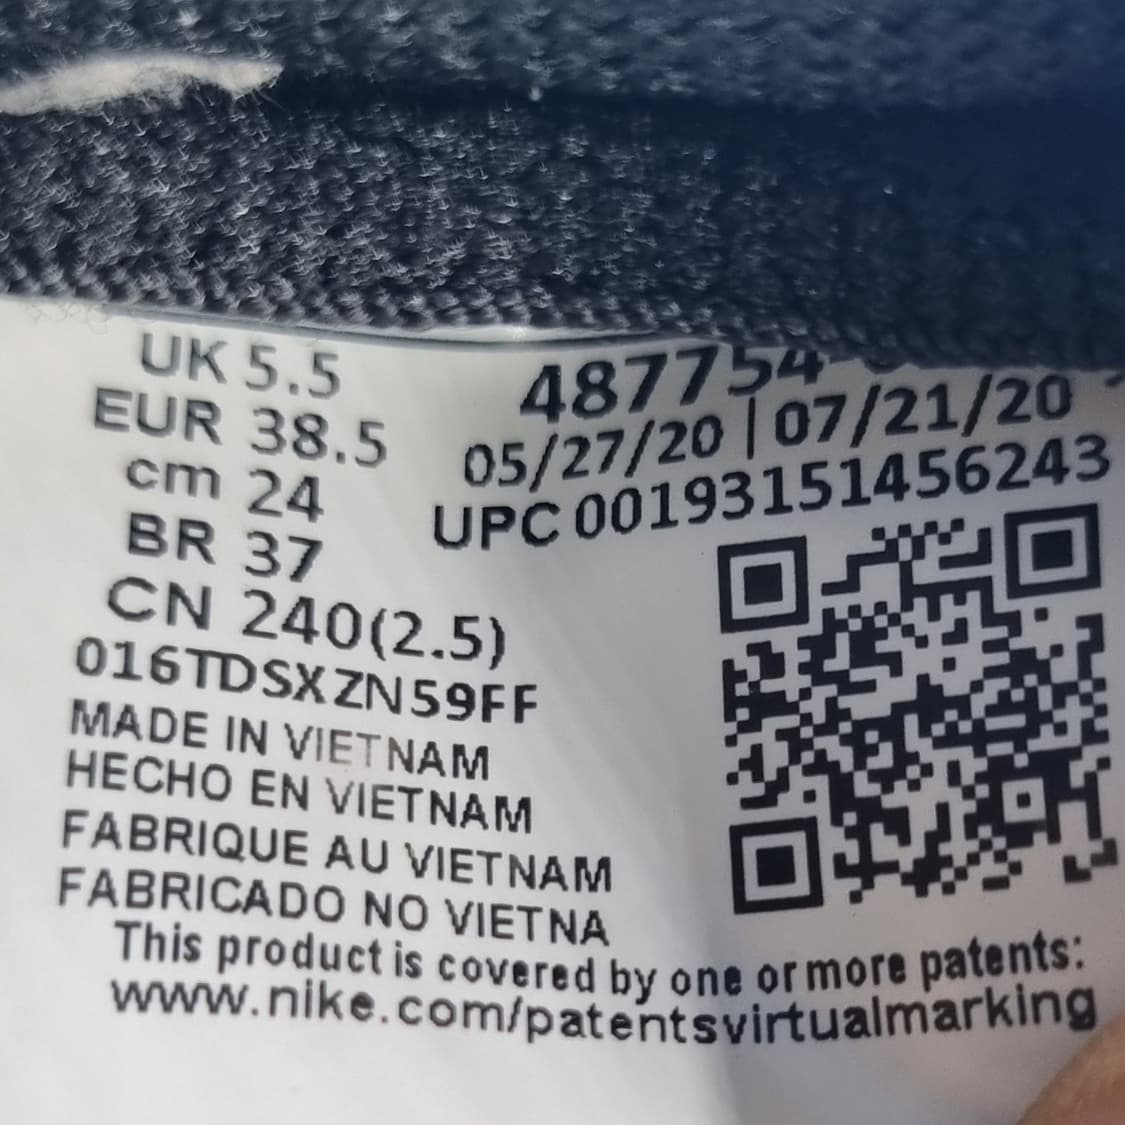 UK 5.5
EUR 38.5
cm 24
BR 37
CN 240(2.5)
016TDSXZN59FF
MADE IN VIETNAM
HECHO EN VIETNAM
FABRIQUE AU VIETNAM
FABRICADO NO VIETNA
487754-
05/27/20 | 07/21/20
UPC 00193151456243
This product is covered by one or more patents:
www.nike.com/patentsvirtualmarking